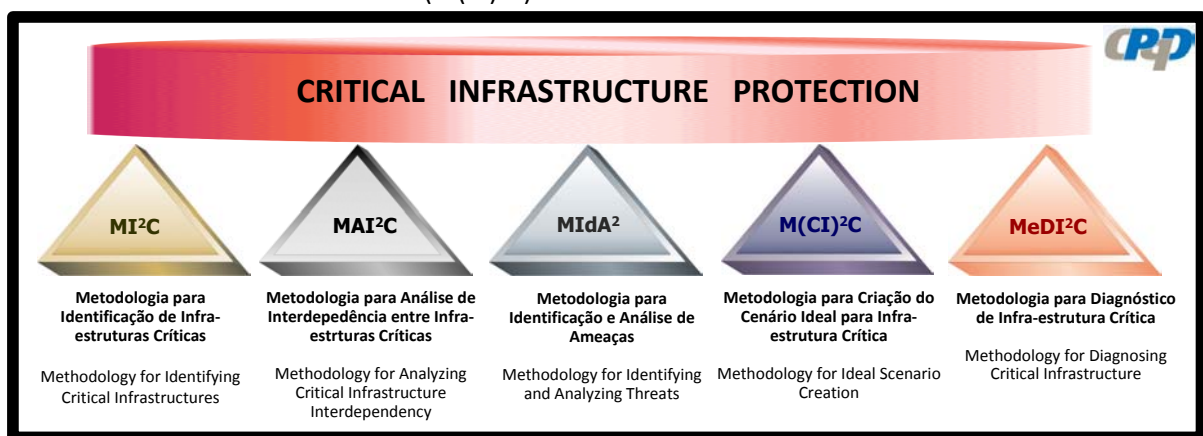 CPqD
CRITICAL INFRASTRUCTURE PROTECTION
MI²C
MAI²C
MIdA²
M(CI)²C
MeDI²C
Metodologia para
Identificação de Infra-
estruturas Críticas
Methodology for Identifying
Critical Infrastructures
Metodologia para Análise de
Interdepedência entre Infra-
estrturas Críticas
Methodology for Analyzing
Critical Infrastructure
Interdependency
Metodologia para
Identificação e Análise de
Ameaças
Methodology for Identifying
and Analyzing Threats
Metodologia para Criação do
Cenário Ideal para Infra-
estrutura Crítica
Methodology for Ideal Scenario
Creation
Metodologia para Diagnóstico
de Infra-estrutura Crítica
Methodology for Diagnosing
Critical Infrastructure